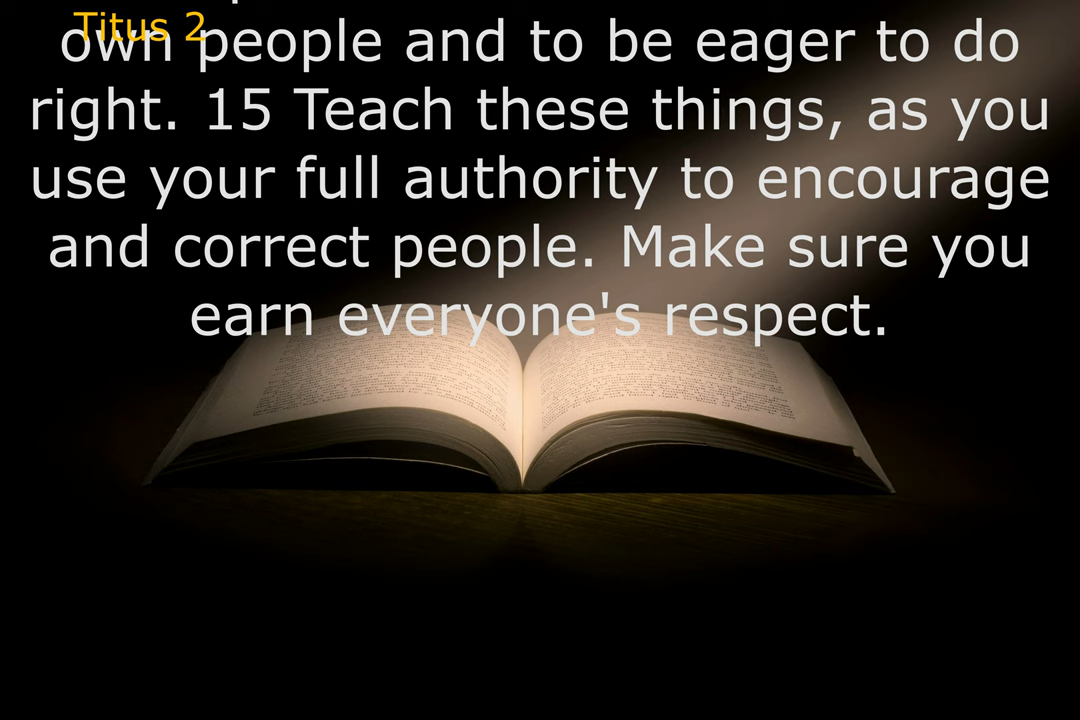 Titus 2
own people and to be eager to do
right. 15 Teach these things, as you
use your full authority to encourage
and correct people. Make sure you
earn everyone's respect.